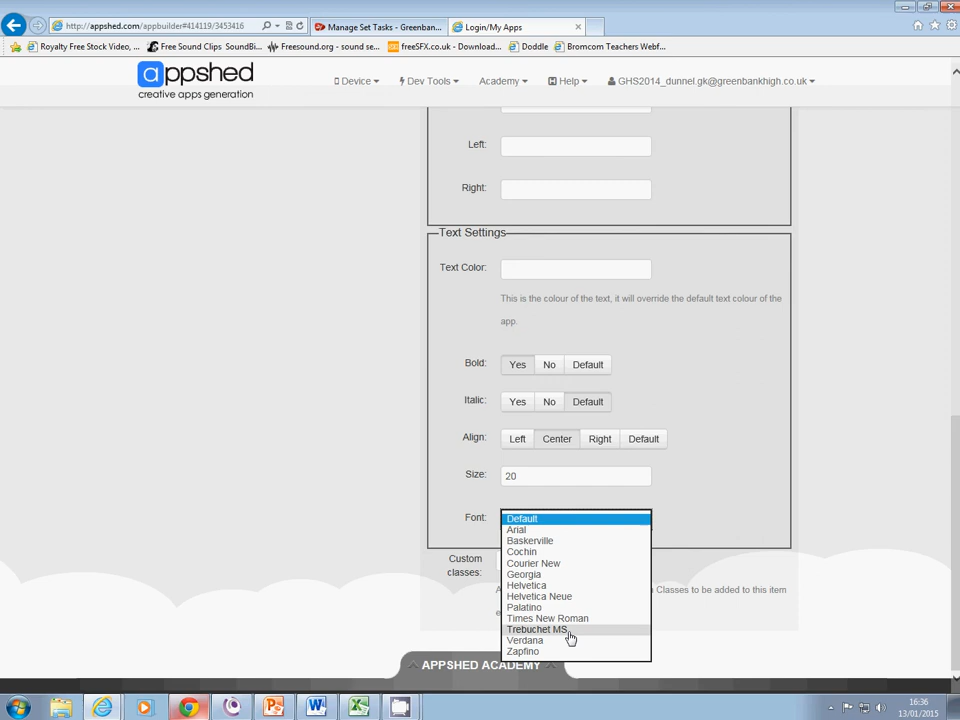 http://appshed.com/appbuilder#414119/3453416
Manage Set Tasks - Greenban...
Login/My Apps
Royalty Free Stock Video, ...
Free Sound Clips SoundBi...
Freesound.org - sound se...
freeSFX.co.uk - Download...
Doddle
Bromcom Teachers Webf...
appshed
creative apps generation
Device
Dev Tools
Academy
Help
GHS2014_dunnel.gk@greenbankhigh.co.uk
Left:
Right:
Text Settings
Text Color:
This is the colour of the text, it will override the default text colour of the
app.
Bold: Yes No Default
Italic: Yes No Default
Align: Left Center Right Default
Size: 20
Font:
Default
Arial
Baskerville
Cochin
Courier New
Georgia
Helvetica
Helvetica Neue
Palatino
Times New Roman
Trebuchet MS
Verdana
Zapfino
Custom
classes:
Classes to be added to this item
APPSHED ACADEMY
16:36
13/01/2015